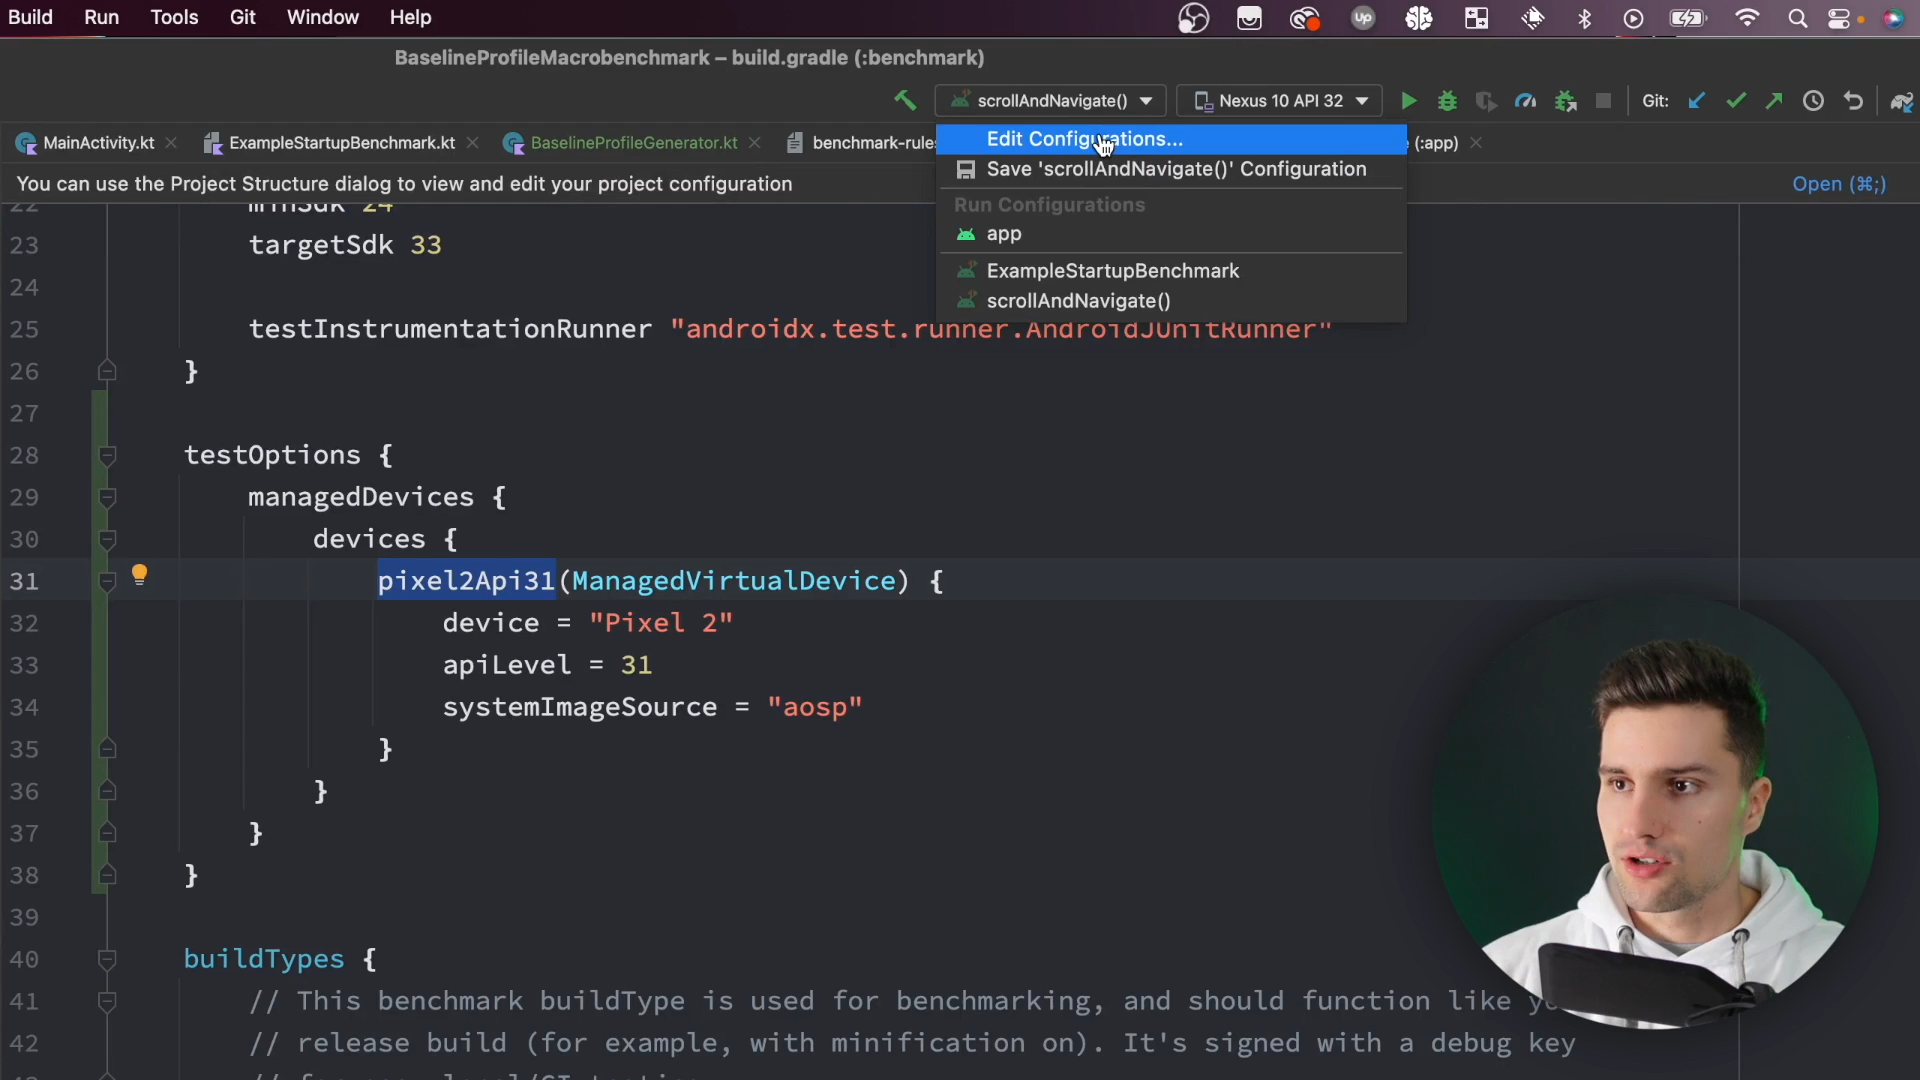 Build Run Tools Git Window Help
Up
BaselineProfileMacrobenchmark – build.gradle (:benchmark)
scrollAndNavigate() Nexus 10 API 32 Git:
MainActivity.kt ExampleStartupBenchmark.kt BaselineProfileGenerator.kt benchmark-rules (:app)
Edit Configurations...
Save 'scrollAndNavigate()' Configuration
Run Configurations
app
ExampleStartupBenchmark
scrollAndNavigate()
You can use the Project Structure dialog to view and edit your project configuration Open (⌘;)
22 minSdk 24
23 targetSdk 33
24
25 testInstrumentationRunner "androidx.test.runner.AndroidJUnitRunner"
26 }
27
28 testOptions {
29 managedDevices {
30 devices {
31 pixel2Api31(ManagedVirtualDevice) {
32 device = "Pixel 2"
33 apiLevel = 31
34 systemImageSource = "aosp"
35 }
36 }
37 }
38 }
39
40 buildTypes {
41 // This benchmark buildType is used for benchmarking, and should function like
42 // release build (for example, with minification on). It's signed with a debug key